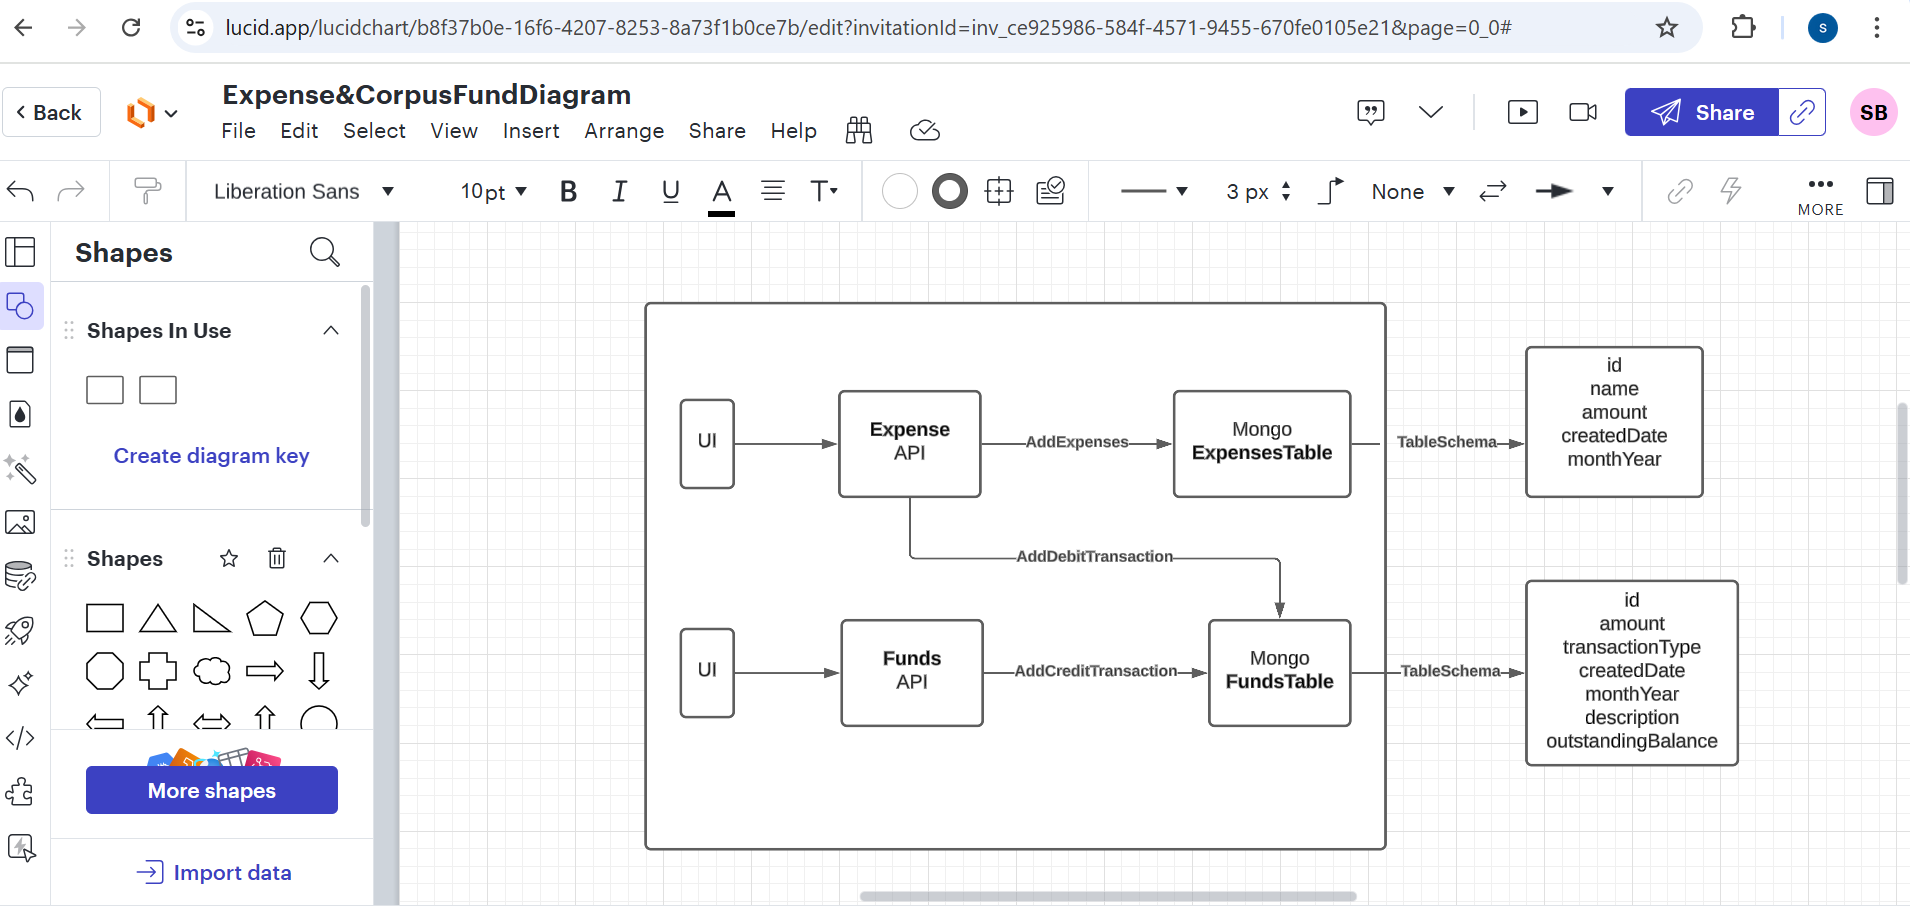 lucid.app/lucidchart/b8f37b0e-16f6-4207-8253-8a73f1b0ce7b/edit?invitationId=inv_ce925986-584f-4571-9455-670fe0105e21&page=0_0#
S
Back
Expense&CorpusFundDiagram
File Edit Select View Insert Arrange Share Help
Share
SB
Liberation Sans
10pt
B I U A T
3 px
None
MORE
Shapes
Shapes In Use
Create diagram key
Shapes
More shapes
Import data
UI
Expense
API
AddExpenses
Mongo
ExpensesTable
TableSchema
id
name
amount
createdDate
monthYear
AddDebitTransaction
UI
Funds
API
AddCreditTransaction
Mongo
FundsTable
TableSchema
id
amount
transactionType
createdDate
monthYear
description
outstandingBalance